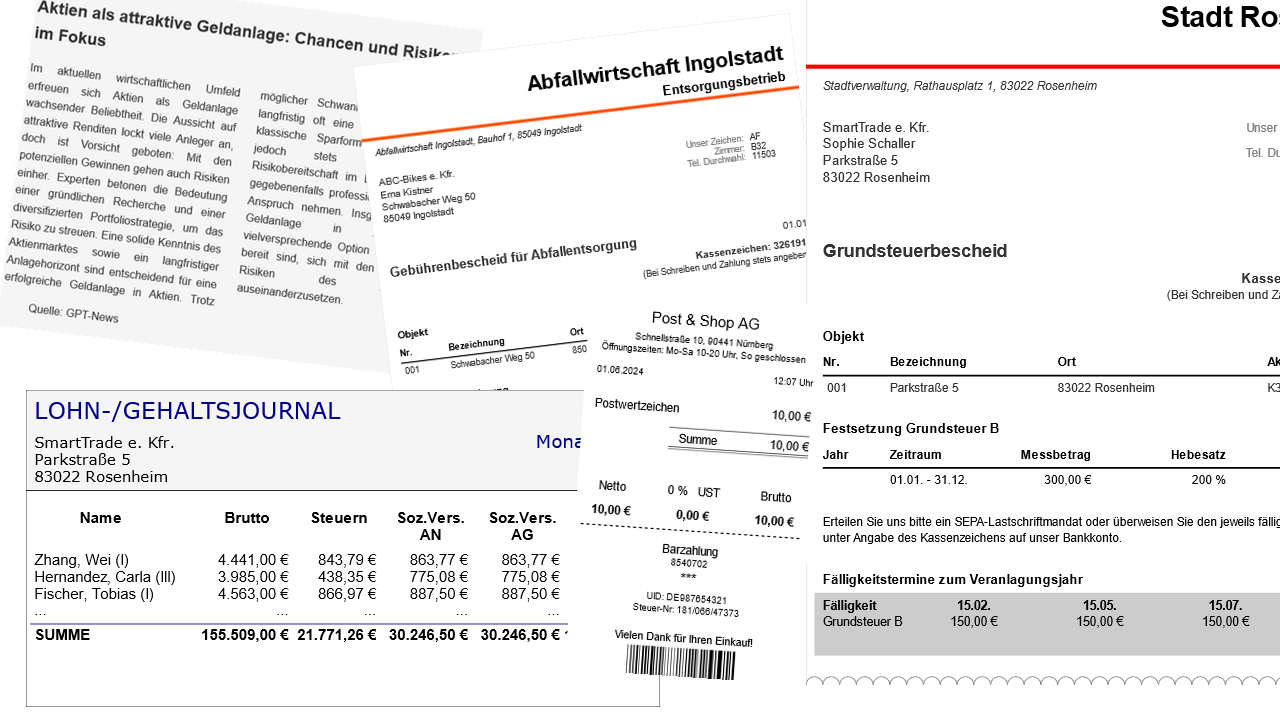 Aktien als attraktive Geldanlage: Chancen und Risiken
im Fokus
Im aktuellen wirtschaftlichen Umfeld
erfreuen sich Aktien als Geldanlage
wachsender Beliebtheit. Die Aussicht auf
attraktive Renditen lockt viele Anleger an,
doch ist Vorsicht geboten: Mit den
potenziellen Gewinnen gehen auch Risiken
einher. Experten betonen die Bedeutung
einer gründlichen Recherche und einer
diversifizierten Portfoliostrategie, um das
Risiko zu streuen. Eine solide Kenntnis des
Aktienmarktes sowie ein langfristiger
Anlagehorizont sind entscheidend für eine
erfolgreiche Geldanlage in Aktien. Trotz
möglicher Schwan
langfristig oft eine
klassische Sparform
jedoch stets
Risikobereitschaft im
gegebenenfalls profess
Anspruch nehmen. Insg
Geldanlage in
vielversprechende Option
bereit sind, sich mit den
Risiken des
auseinanderzusetzen.
Quelle: GPT-News
Abfallwirtschaft Ingolstadt
Entsorgungsbetrieb
Abfallwirtschaft Ingolstadt, Bauhof 1, 85049 Ingolstadt
Unser Zeichen: AF
Zimmer: B32
Tel. Durchwahl: 11503
ABC-Bikes e. Kfr.
Erna Kistner
Schwabacher Weg 50
85049 Ingolstadt
01.01
Gebührenbescheid für Abfallentsorgung
Kassenzeichen: 326191
(Bei Schreiben und Zahlung stets angeben
Objekt
Nr. Bezeichnung Ort
001 Schwabacher Weg 50 850
Post & Shop AG
Schnellstraße 10, 90441 Nürnberg
Öffnungszeiten: Mo-Sa 10-20 Uhr, So geschlossen
01.06.2024 12:07 Uhr
Postwertzeichen 10,00 €
Summe 10,00 €
Netto 0 % UST Brutto
10,00 € 0,00 € 10,00 €
Barzahlung
8540702
***
UID: DE987654321
Steuer-Nr: 181/066/47373
Vielen Dank für Ihren Einkauf!
LOHN-/GEHALTSJOURNAL
SmartTrade e. Kfr. Mona
Parkstraße 5
83022 Rosenheim
Name Brutto Steuern Soz.Vers. Soz.Vers.
AN AG
Zhang, Wei (I) 4.441,00 € 843,79 € 863,77 € 863,77 €
Hernandez, Carla (III) 3.985,00 € 438,35 € 775,08 € 775,08 €
Fischer, Tobias (I) 4.563,00 € 866,97 € 887,50 € 887,50 €
... ... ... ... ...
SUMME 155.509,00 € 21.771,26 € 30.246,50 € 30.246,50 €
Stadt Ros
Stadtverwaltung, Rathausplatz 1, 83022 Rosenheim
SmartTrade e. Kfr. Unser
Sophie Schaller
Parkstraße 5 Tel. Du
83022 Rosenheim
Grundsteuerbescheid
Kasse
(Bei Schreiben und Za
Objekt
Nr. Bezeichnung Ort Ak
001 Parkstraße 5 83022 Rosenheim K3
Festsetzung Grundsteuer B
Jahr Zeitraum Messbetrag Hebesatz
01.01. - 31.12. 300,00 € 200 %
Erteilen Sie uns bitte ein SEPA-Lastschriftmandat oder überweisen Sie den jeweils fällig
unter Angabe des Kassenzeichens auf unser Bankkonto.
Fälligkeitstermine zum Veranlagungsjahr
Fälligkeit 15.02. 15.05. 15.07.
Grundsteuer B 150,00 € 150,00 € 150,00 €